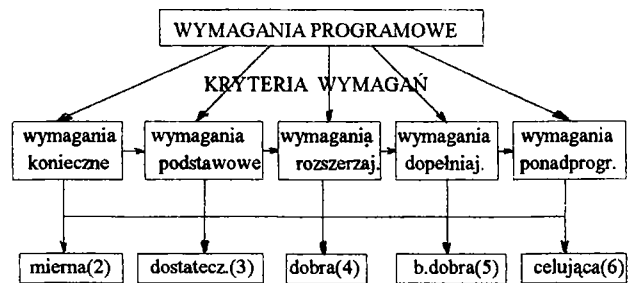 WYMAGANIA PROGRAMOWE
KRYTERIA WYMAGAŃ
wymagania
konieczne
wymagania
podstawowe
wymagania
rozszerzaj.
wymagania
dopełniaj.
wymagania
ponadprogr.
mierna(2)
dostatecz.(3)
dobra(4)
b.dobra(5)
celująca(6)